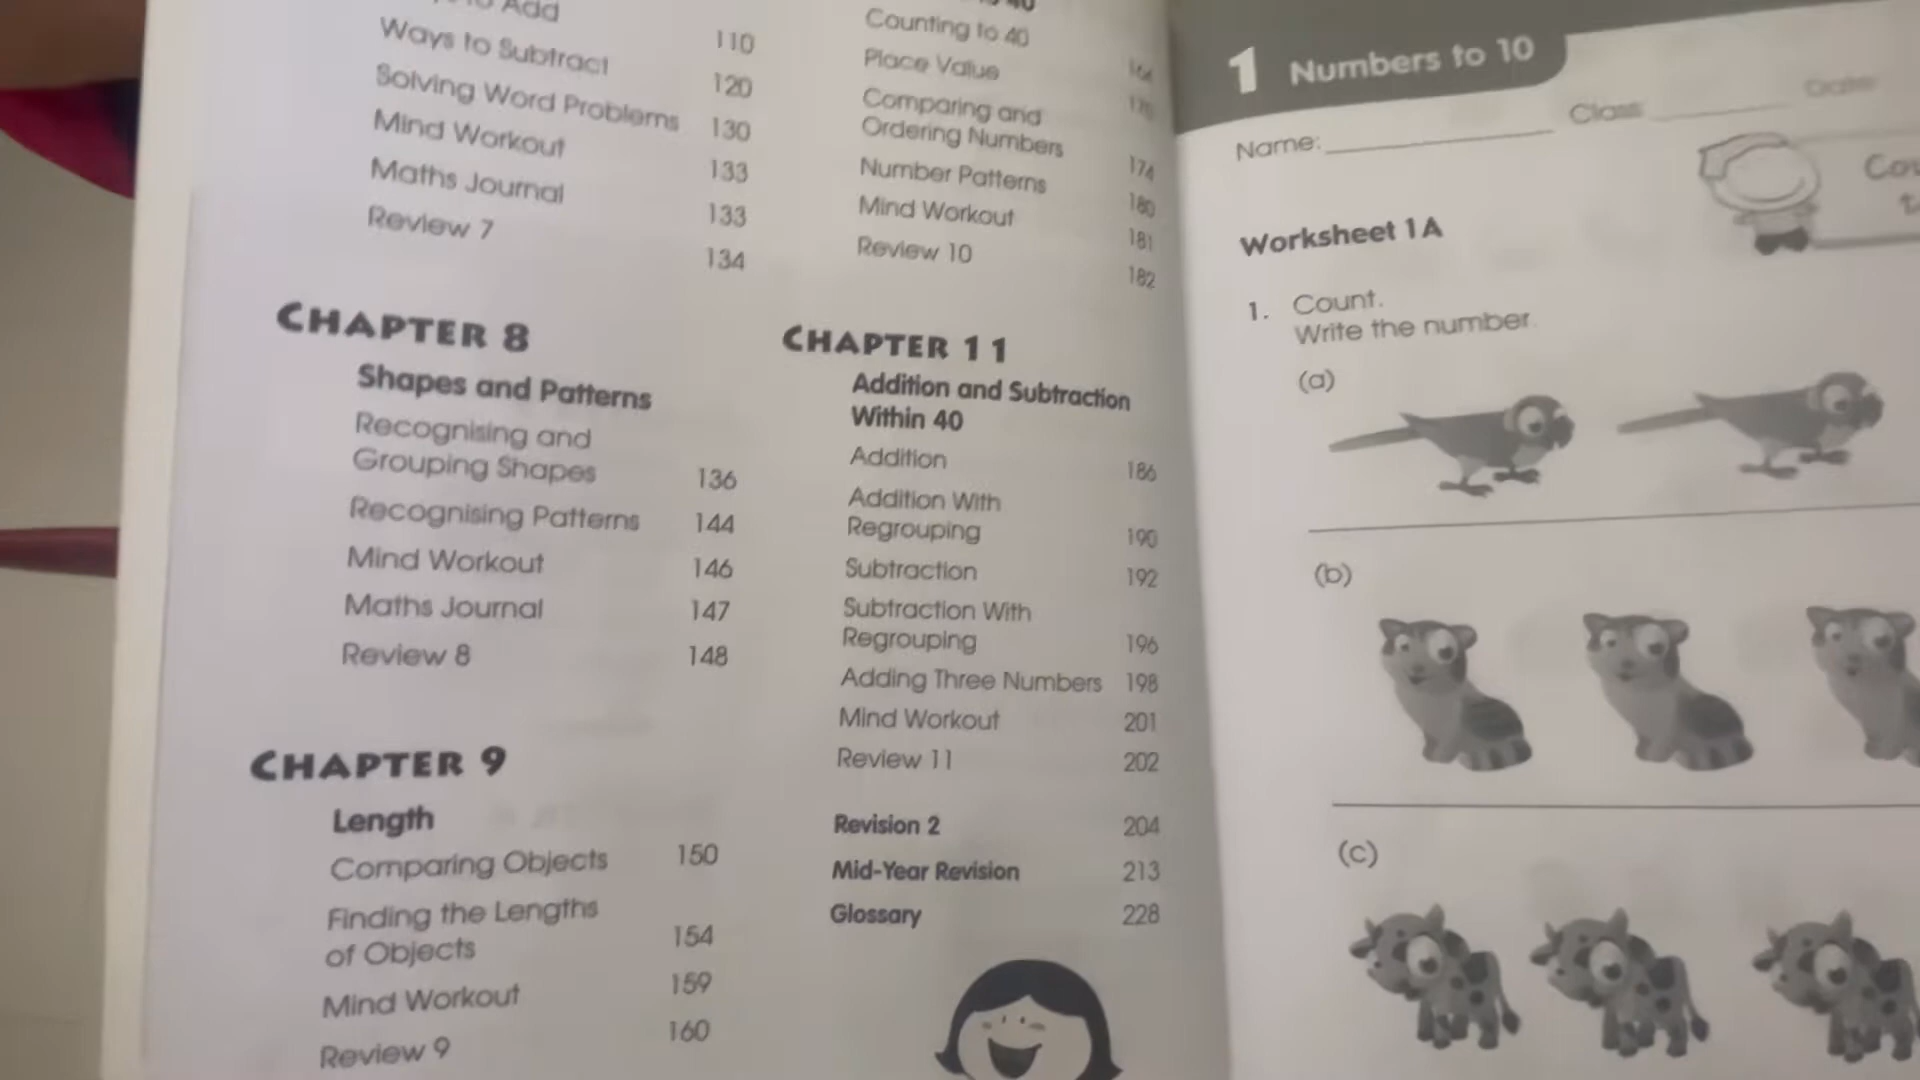 to Add
110
Ways to Subtract
120
Solving Word Problems
130
Mind Workout
133
Maths Journal
133
Review 7
134
CHAPTER 8
Shapes and Patterns
Recognising and
Grouping Shapes 136
Recognising Patterns 144
Mind Workout 146
Maths Journal 147
Review 8 148
CHAPTER 9
Length
Comparing Objects 150
Finding the Lengths
of Objects 154
Mind Workout 159
Review 9 160
40
Counting to 40
Place Value
Comparing and
Ordering Numbers
174
Number Patterns
180
Mind Workout
181
Review 10
182
CHAPTER 11
Addition and Subtraction
Within 40
Addition 186
Addition With
Regrouping 190
Subtraction 192
Subtraction With
Regrouping 196
Adding Three Numbers 198
Mind Workout 201
Review 11 202
Revision 2 204
Mid-Year Revision 213
Glossary 228
1 Numbers to 10
Name: Class Date
Worksheet 1A
1. Count.
Write the number.
(a)
(b)
(c)